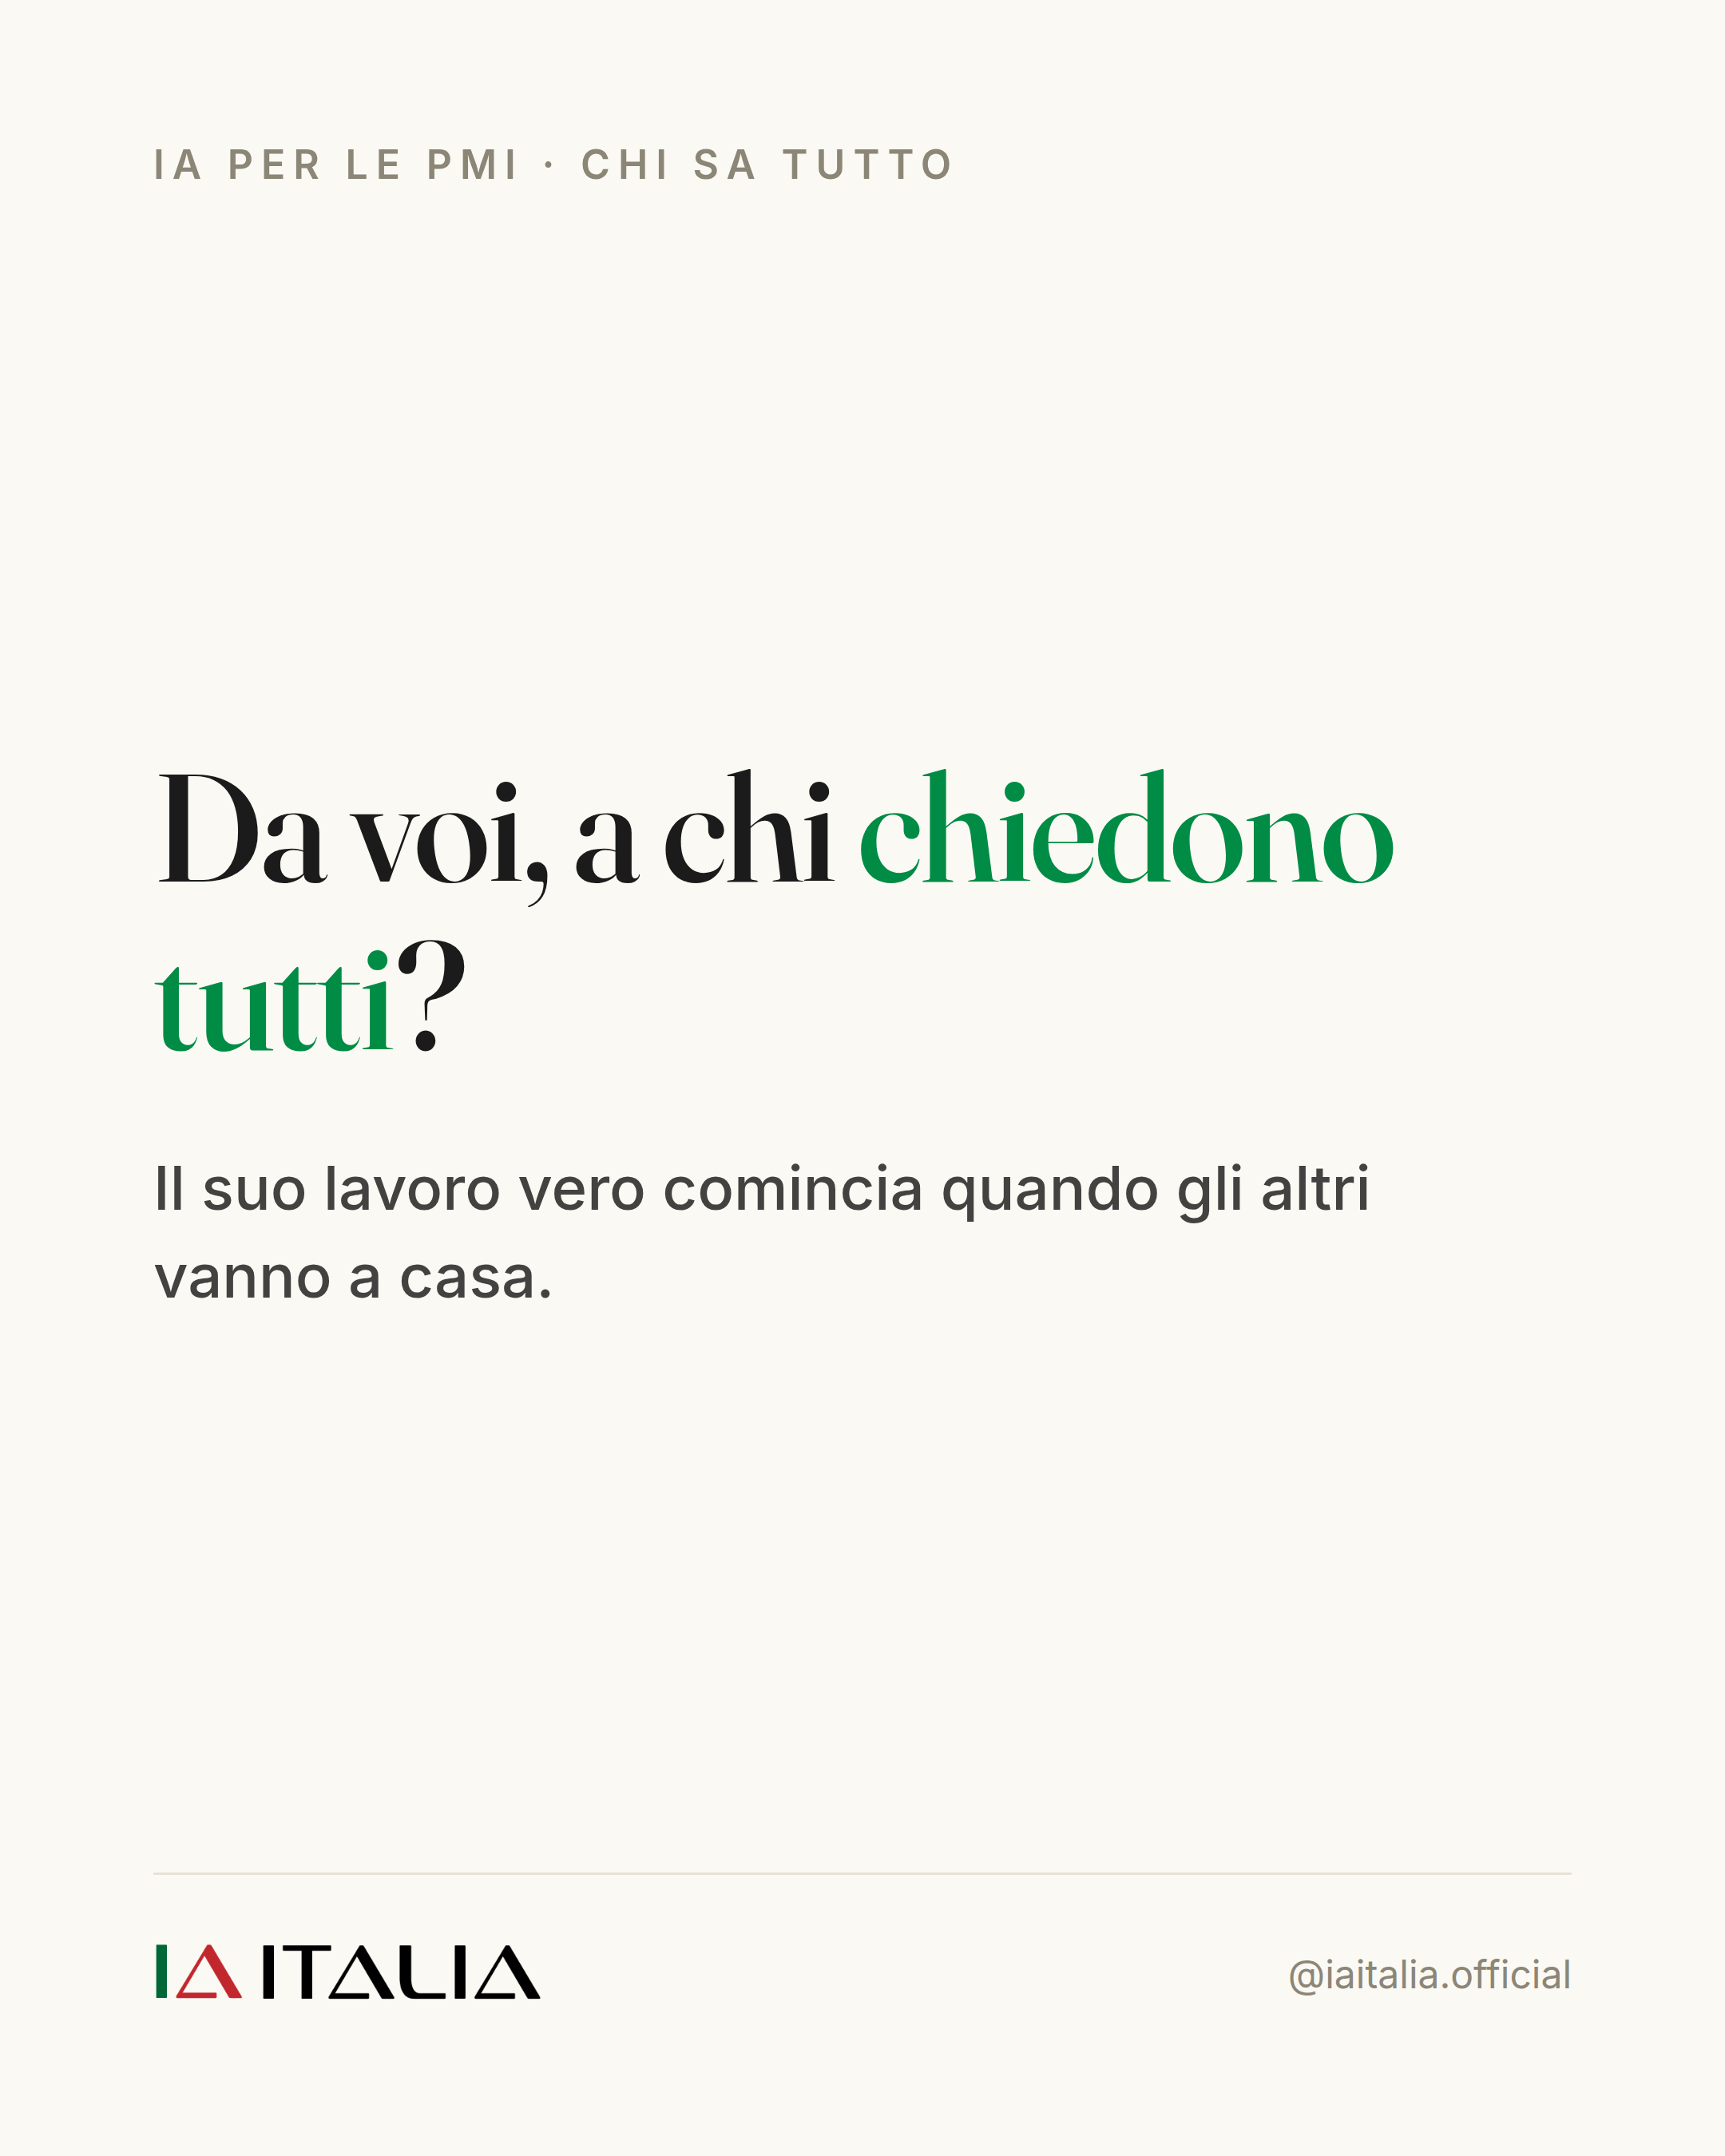 IA PER LE PMI · CHI SA TUTTO
Da voi, a chi chiedono
tutti?
Il suo lavoro vero comincia quando gli altri
vanno a casa.
IA ITALIA
@iaitalia.official